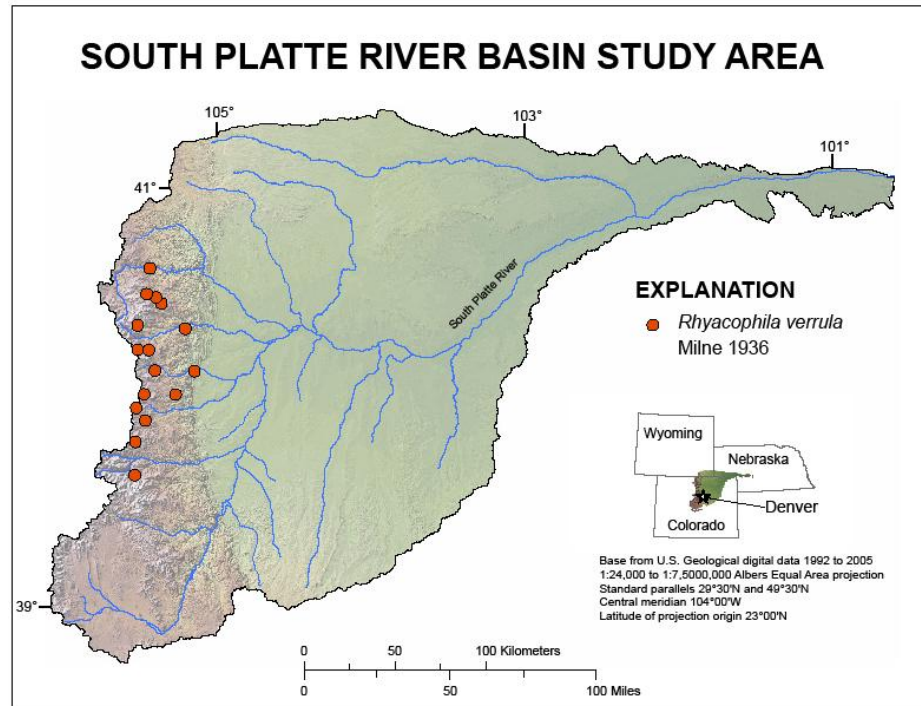 SOUTH PLATTE RIVER BASIN STUDY AREA
105°
103°
101°
41°
South Platte River
EXPLANATION
Rhyacophila verrula
Milne 1936
Wyoming
Nebraska
Denver
Colorado
Base from U.S. Geological digital data 1992 to 2005
1:24,000 to 1:7,5000,000 Albers Equal Area projection
Standard parallels 29°30'N and 49°30'N
Central meridian 104°00'W
Latitude of projection origin 23°00'N
39°
0 50 100 Kilometers
0 50 100 Miles